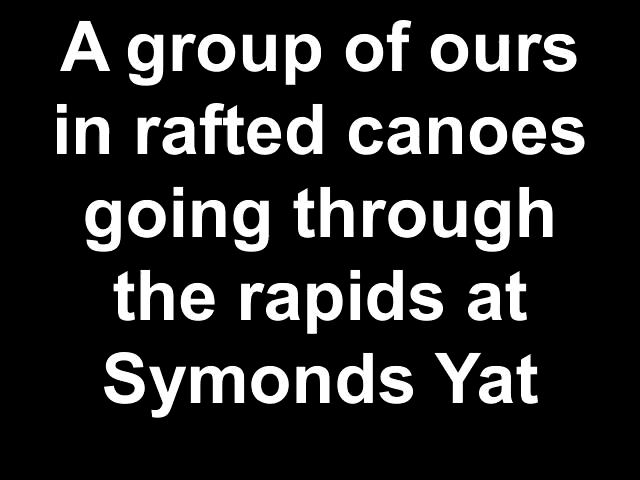 A group of ours
in rafted canoes
going through
the rapids at
Symonds Yat